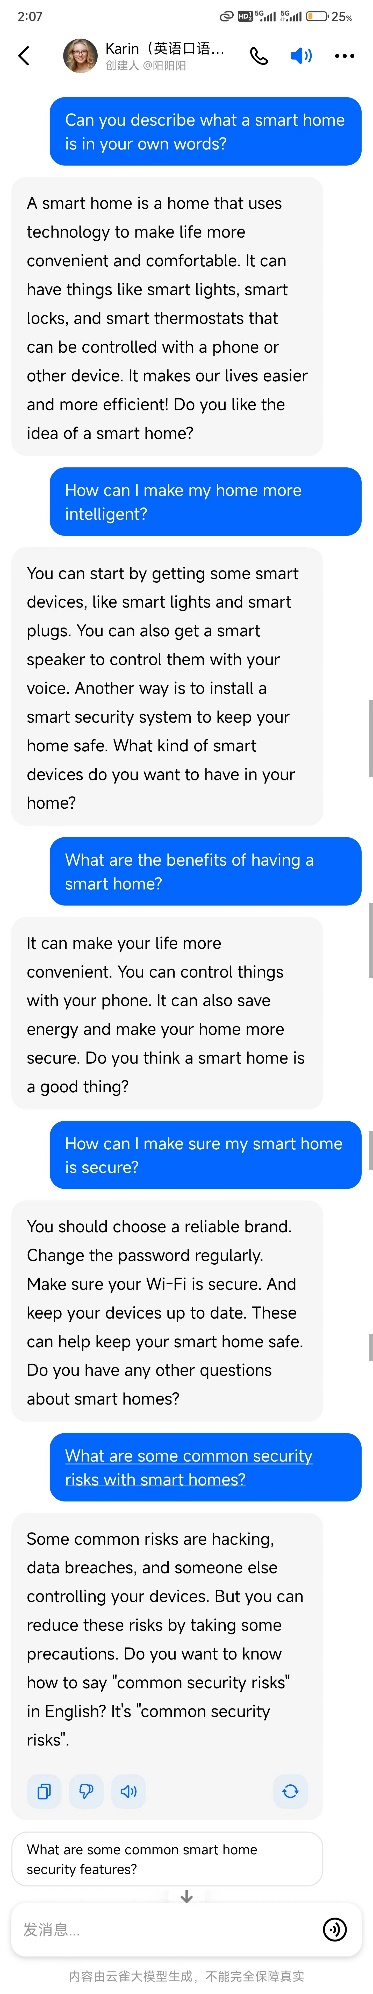 2:07
HD 5G 5G 25%
Karin（英语口语...
创建人 @阳阳阳
Can you describe what a smart home
is in your own words?
A smart home is a home that uses
technology to make life more
convenient and comfortable. It can
have things like smart lights, smart
locks, and smart thermostats that
can be controlled with a phone or
other device. It makes our lives easier
and more efficient! Do you like the
idea of a smart home?
How can I make my home more
intelligent?
You can start by getting some smart
devices, like smart lights and smart
plugs. You can also get a smart
speaker to control them with your
voice. Another way is to install a
smart security system to keep your
home safe. What kind of smart
devices do you want to have in your
home?
What are the benefits of having a
smart home?
It can make your life more
convenient. You can control things
with your phone. It can also save
energy and make your home more
secure. Do you think a smart home is
a good thing?
How can I make sure my smart home
is secure?
You should choose a reliable brand.
Change the password regularly.
Make sure your Wi-Fi is secure. And
keep your devices up to date. These
can help keep your smart home safe.
Do you have any other questions
about smart homes?
What are some common security
risks with smart homes?
Some common risks are hacking,
data breaches, and someone else
controlling your devices. But you can
reduce these risks by taking some
precautions. Do you want to know
how to say "common security risks"
in English? It's "common security
risks".
What are some common smart home
security features?
发消息...
内容由云雀大模型生成，不能完全保障真实